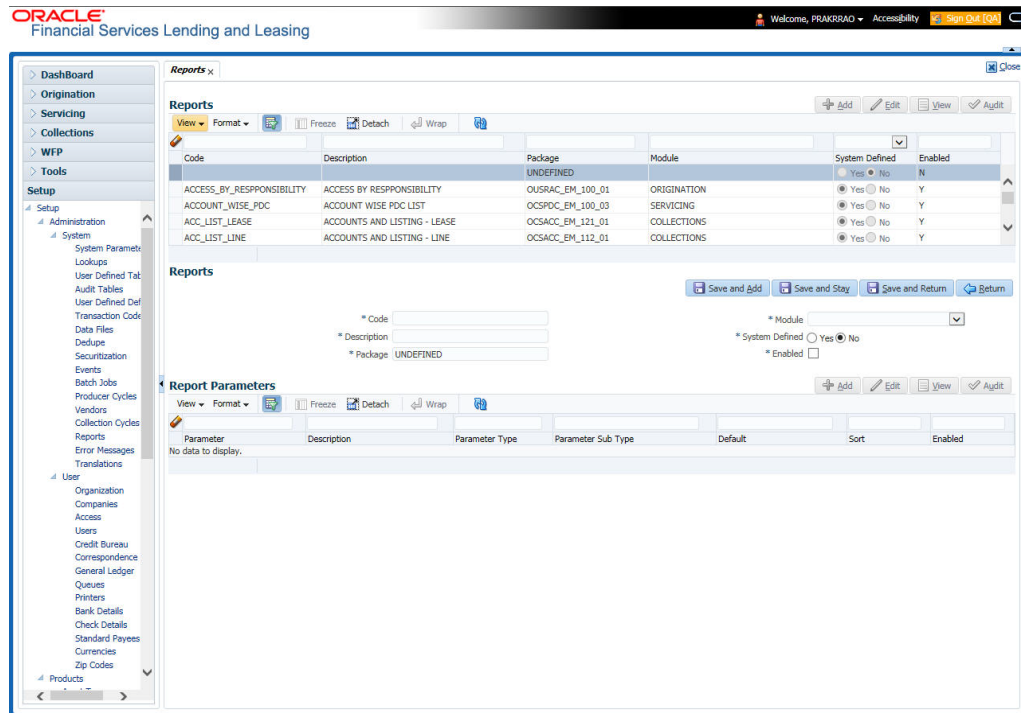 ORACLE
Financial Services Lending and Leasing
Welcome, PRAKRRAO Accessibility Sign Out [QA]
DashBoard
Origination
Servicing
Collections
WFP
Tools
Setup
Setup
Administration
System
System Paramete
Lookups
User Defined Tab
Audit Tables
User Defined Def
Transaction Code
Data Files
Dedupe
Securitization
Events
Batch Jobs
Producer Cycles
Vendors
Collection Cycles
Reports
Error Messages
Translations
User
Organization
Companies
Access
Users
Credit Bureau
Correspondence
General Ledger
Queues
Printers
Bank Details
Check Details
Standard Payees
Currencies
Zip Codes
Products
Reports Close
Reports Add Edit View Audit
View Format Freeze Detach Wrap
Code Description Package Module System Defined Enabled
UNDEFINED Yes No N
ACCESS_BY_RESPPONSIBILITY ACCESS BY RESPPONSIBILITY OUSRAC_EM_100_01 ORIGINATION Yes No Y
ACCOUNT_WISE_PDC ACCOUNT WISE PDC LIST OCSPDC_EM_100_03 SERVICING Yes No Y
ACC_LIST_LEASE ACCOUNTS AND LISTING - LEASE OCSACC_EM_121_01 COLLECTIONS Yes No Y
ACC_LIST_LINE ACCOUNTS AND LISTING - LINE OCSACC_EM_112_01 COLLECTIONS Yes No Y
Reports
Save and Add Save and Stay Save and Return Return
* Code * Module
* Description * System Defined Yes No
* Package UNDEFINED * Enabled
Report Parameters Add Edit View Audit
View Format Freeze Detach Wrap
Parameter Description Parameter Type Parameter Sub Type Default Sort Enabled
No data to display.